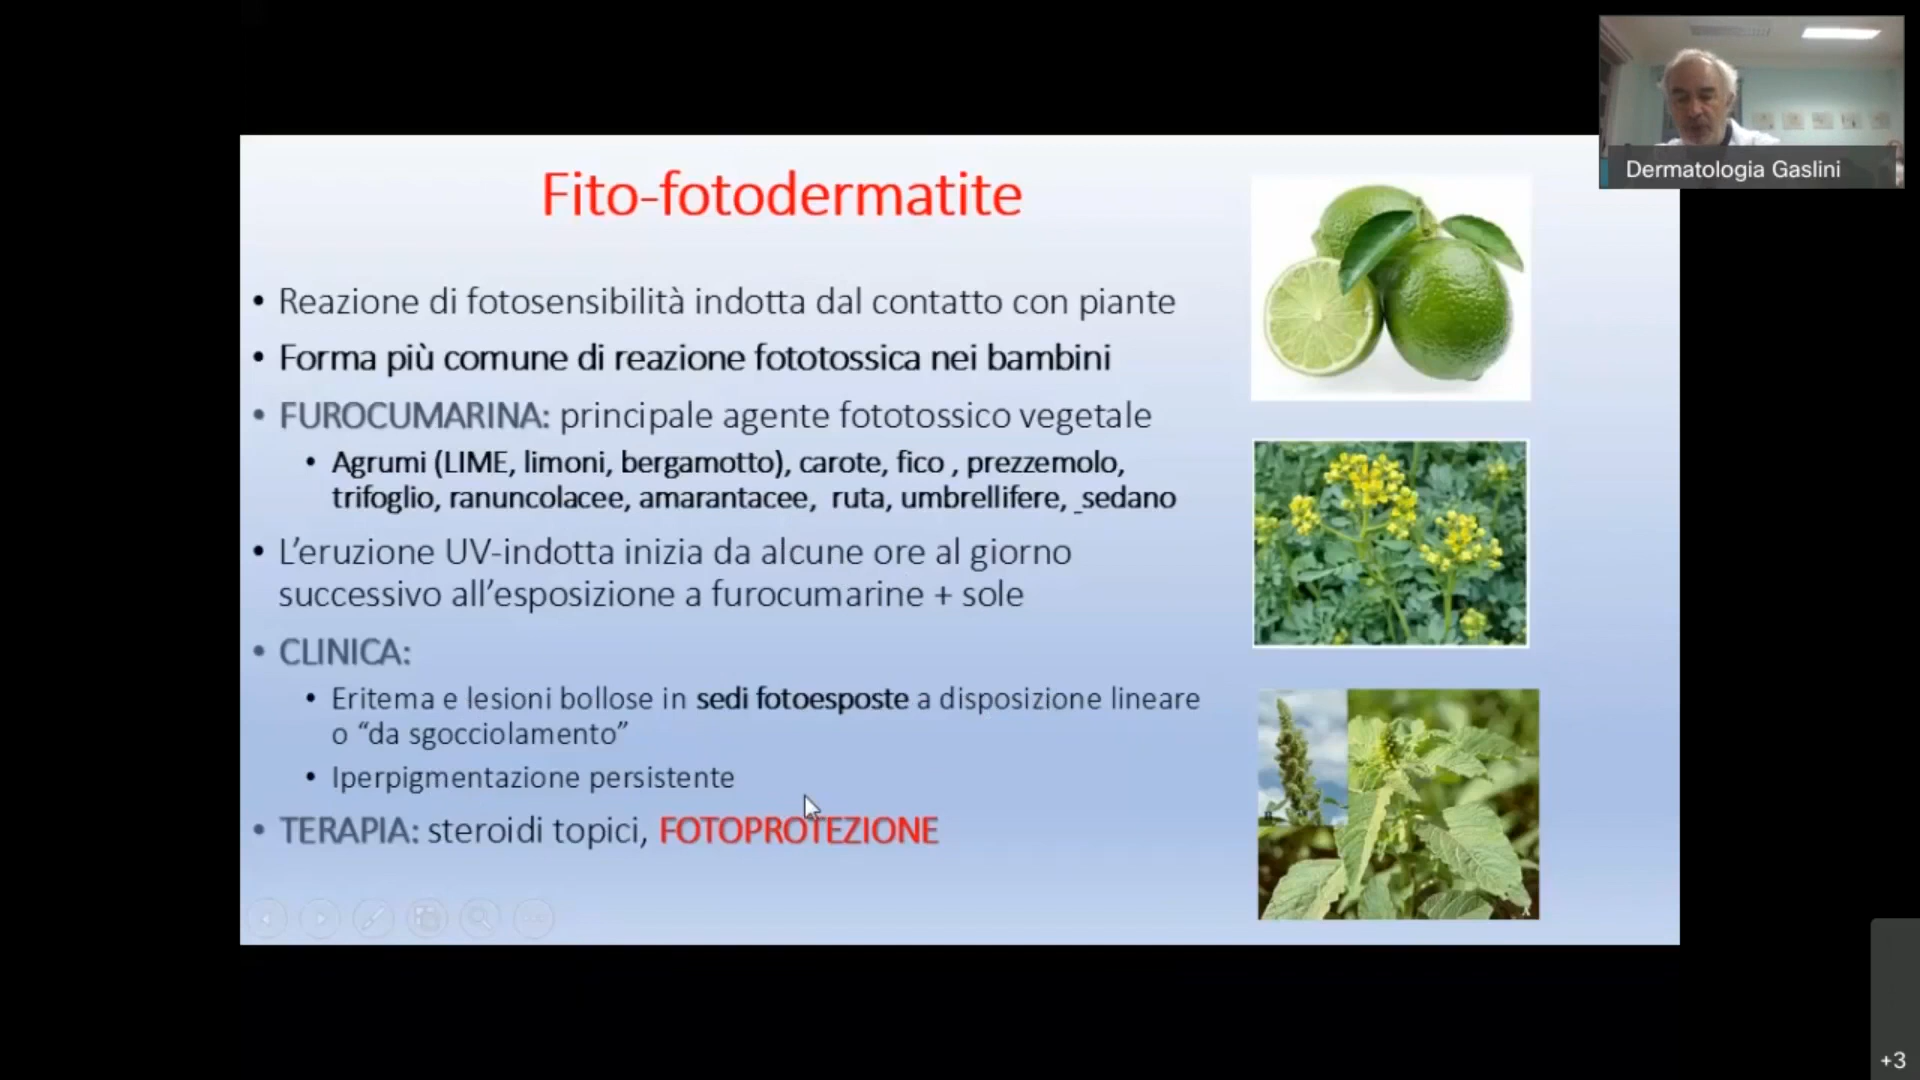 Dermatologia Gaslini
Fito-fotodermatite
• Reazione di fotosensibilità indotta dal contatto con piante
• Forma più comune di reazione fototossica nei bambini
• FUROCUMARINA: principale agente fototossico vegetale
• Agrumi (LIME, limoni, bergamotto), carote, fico , prezzemolo,
trifoglio, ranuncolacee, amarantacee, ruta, umbrellifere, _sedano
• L’eruzione UV-indotta inizia da alcune ore al giorno
successivo all’esposizione a furocumarine + sole
• CLINICA:
• Eritema e lesioni bollose in sedi fotoesposte a disposizione lineare
o “da sgocciolamento”
• Iperpigmentazione persistente
• TERAPIA: steroidi topici, FOTOPROTEZIONE
+3